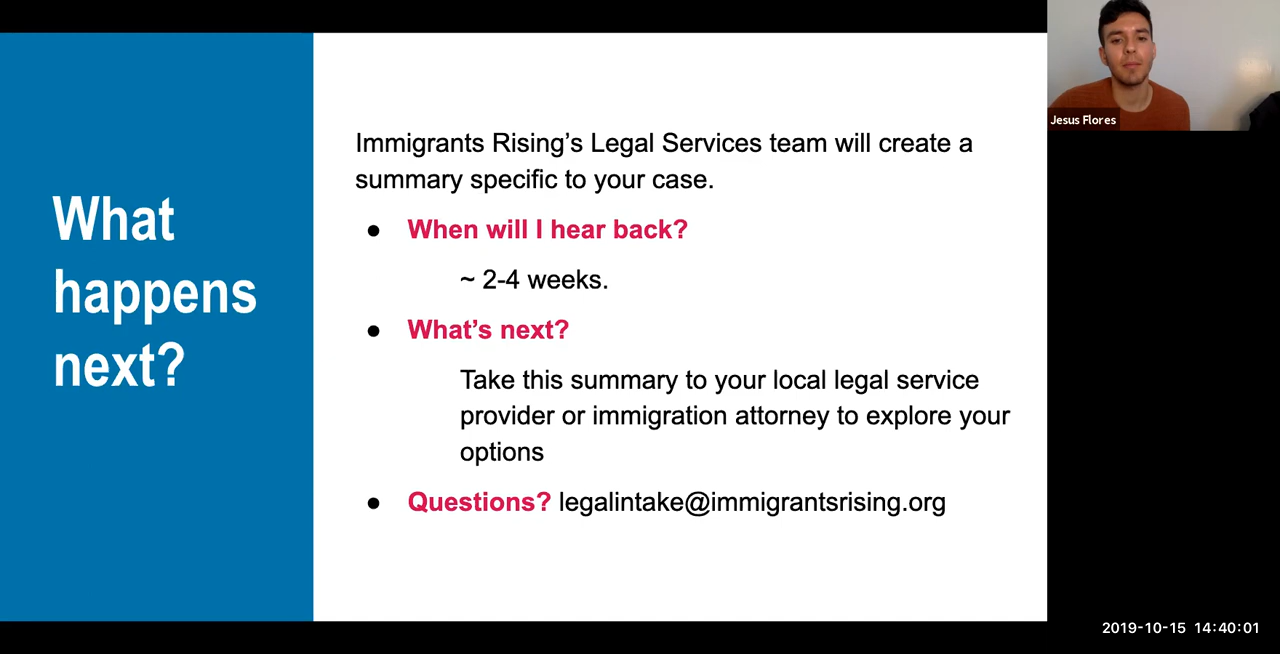 What
happens
next?
Immigrants Rising’s Legal Services team will create a
summary specific to your case.
● When will I hear back?
~ 2-4 weeks.
● What’s next?
Take this summary to your local legal service
provider or immigration attorney to explore your
options
● Questions? legalintake@immigrantsrising.org
Jesus Flores
2019-10-15 14:40:01